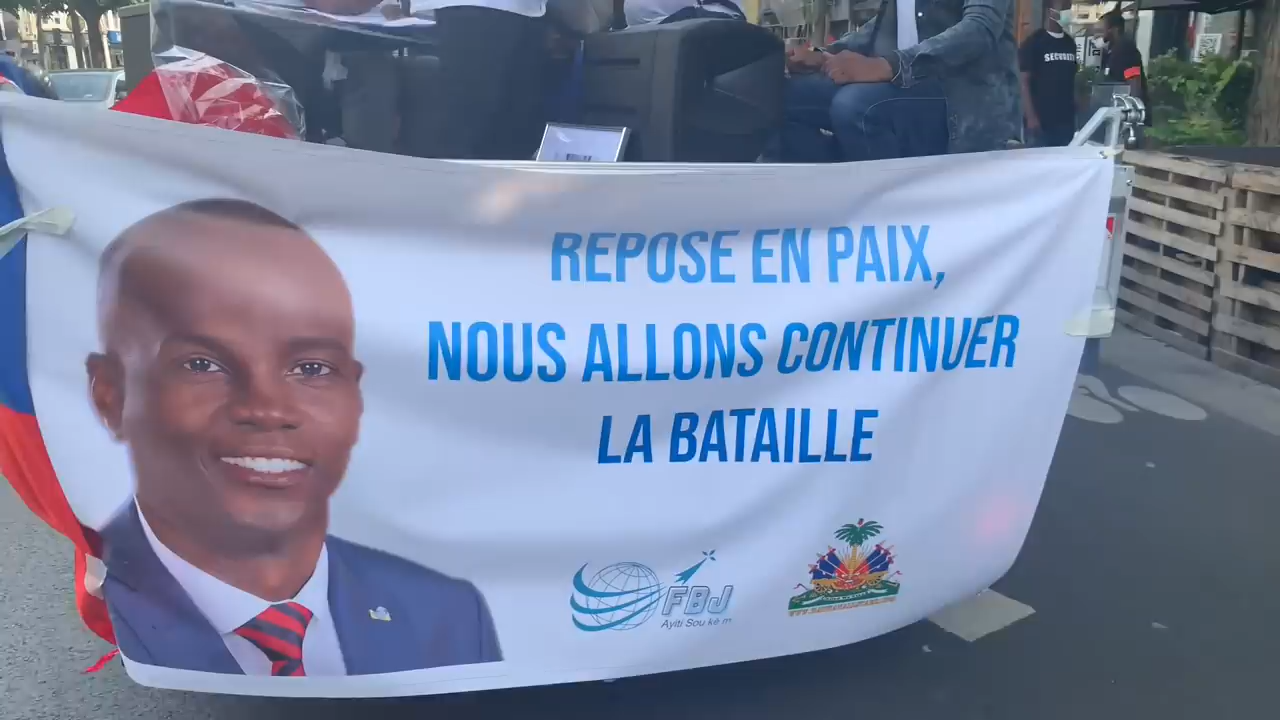 SECURITE
REPOSE EN PAIX,
NOUS ALLONS CONTINUER
LA BATAILLE
FBJ
Ayiti Sou kè m